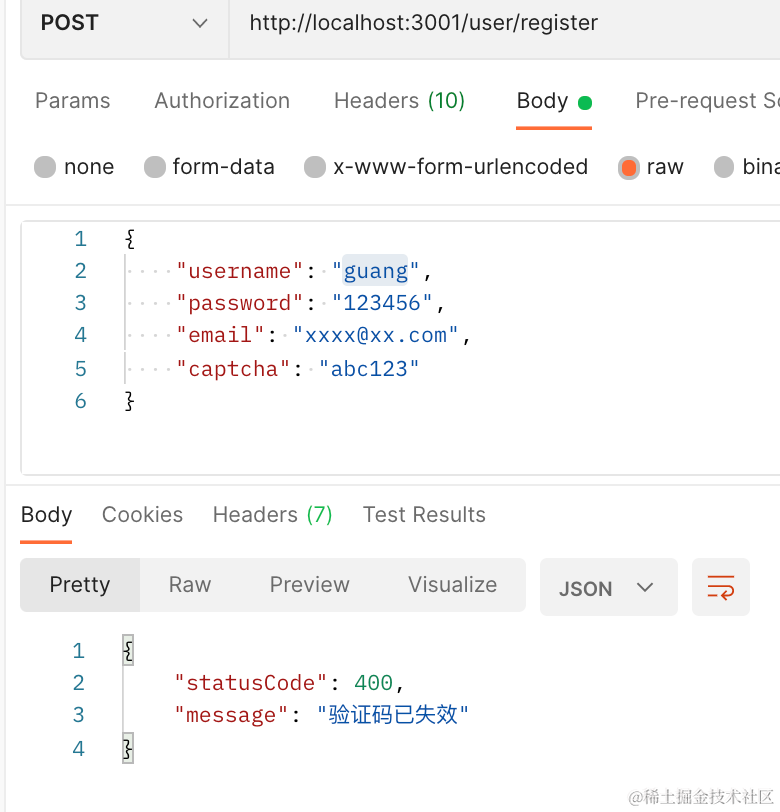 POST http://localhost:3001/user/register
Params Authorization Headers (10) Body Pre-request Sc
none form-data x-www-form-urlencoded raw bina
1 {
2 "username": "guang",
3 "password": "123456",
4 "email": "xxxx@xx.com",
5 "captcha": "abc123"
6 }
Body Cookies Headers (7) Test Results
Pretty Raw Preview Visualize JSON
1 {
2 "statusCode": 400,
3 "message": "验证码已失效"
4 }
@稀土掘金技术社区